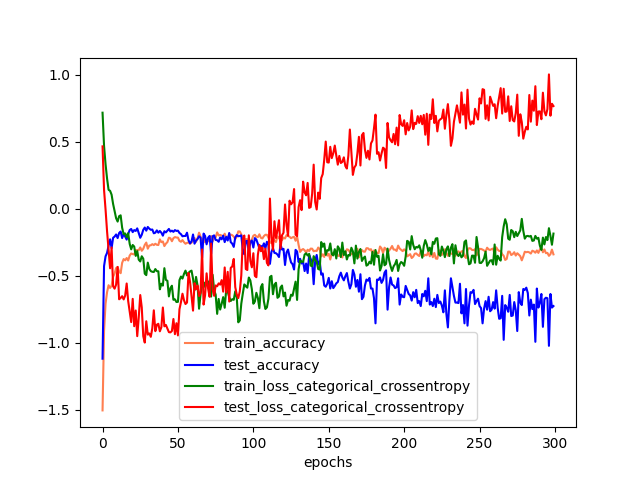 1.0
0.5
0.0
−0.5
−1.0
−1.5
train_accuracy
test_accuracy
train_loss_categorical_crossentropy
test_loss_categorical_crossentropy
0 50 100 150 200 250 300
epochs